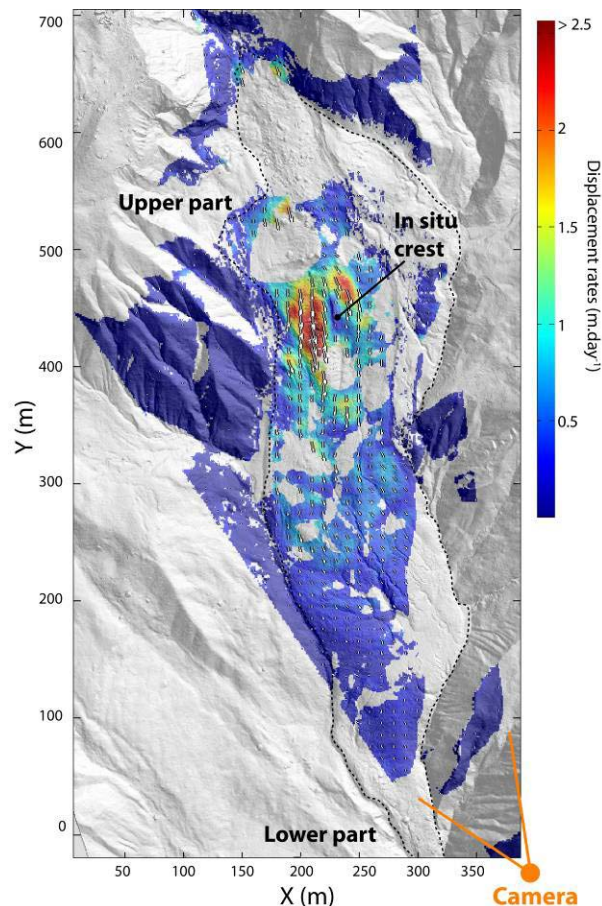 700
600
500
400
300
200
100
0
Y (m)
50
100
150
200
250
300
350
X (m)
Upper part
In situ
crest
Lower part
Camera
> 2.5
2
1.5
1
0.5
Displacement rates (m.day⁻¹)